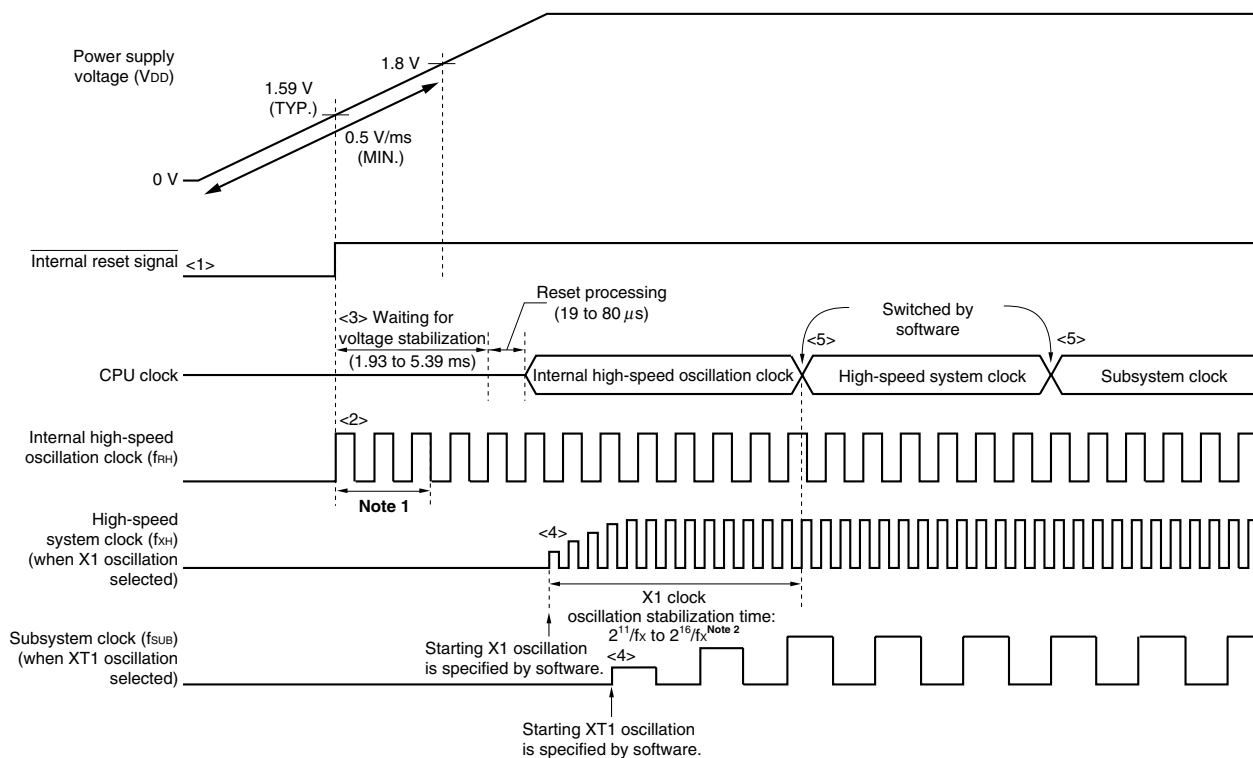 Power supply
voltage (VDD)
1.8 V
1.59 V
(TYP.)
0.5 V/ms
(MIN.)
0 V
Internal reset signal
<1>
Reset processing
(19 to 80 μs)
<3> Waiting for
voltage stabilization
(1.93 to 5.39 ms)
Switched by
software
<5>
<5>
CPU clock
Internal high-speed oscillation clock
High-speed system clock
Subsystem clock
<2>
Internal high-speed
oscillation clock (fRH)
Note 1
High-speed
system clock (fXH)
(when X1 oscillation
selected)
<4>
X1 clock
oscillation stabilization time:
2^11/fX to 2^16/fX^Note 2
Starting X1 oscillation
is specified by software.
Subsystem clock (fSUB)
(when XT1 oscillation
selected)
<4>
Starting XT1 oscillation
is specified by software.